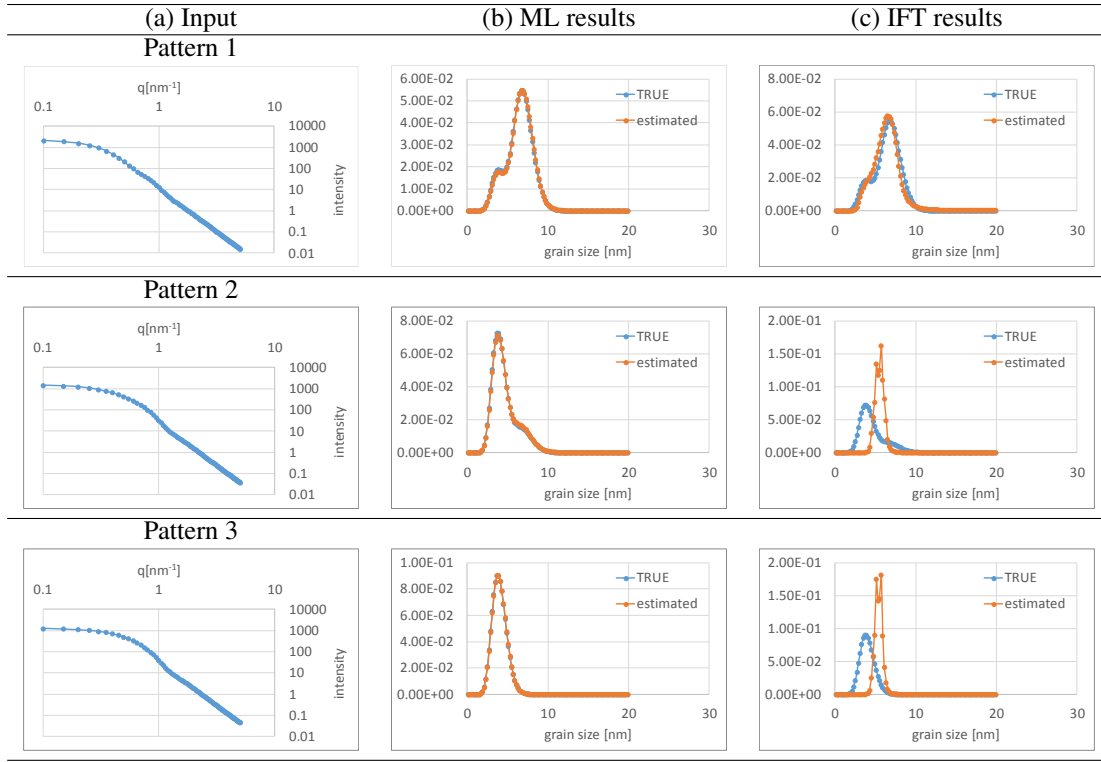 (a) Input (b) ML results (c) IFT results
Pattern 1
q[nm⁻¹]
0.1 1 10
10000
1000
100
10
1
0.1
0.01
intensity
6.00E-02
5.00E-02
4.00E-02
3.00E-02
2.00E-02
1.00E-02
0.00E+00
0 10 20 30
grain size [nm]
TRUE
estimated
8.00E-02
6.00E-02
4.00E-02
2.00E-02
0.00E+00
0 10 20 30
grain size [nm]
TRUE
estimated
Pattern 2
q[nm⁻¹]
0.1 1 10
10000
1000
100
10
1
0.1
0.01
intensity
8.00E-02
6.00E-02
4.00E-02
2.00E-02
0.00E+00
0 10 20 30
grain size [nm]
TRUE
estimated
2.00E-01
1.50E-01
1.00E-01
5.00E-02
0.00E+00
0 10 20 30
grain size [nm]
TRUE
estimated
Pattern 3
q[nm⁻¹]
0.1 1 10
10000
1000
100
10
1
0.1
0.01
intensity
1.00E-01
8.00E-02
6.00E-02
4.00E-02
2.00E-02
0.00E+00
0 10 20 30
grain size [nm]
TRUE
estimated
2.00E-01
1.50E-01
1.00E-01
5.00E-02
0.00E+00
0 10 20 30
grain size [nm]
TRUE
estimated